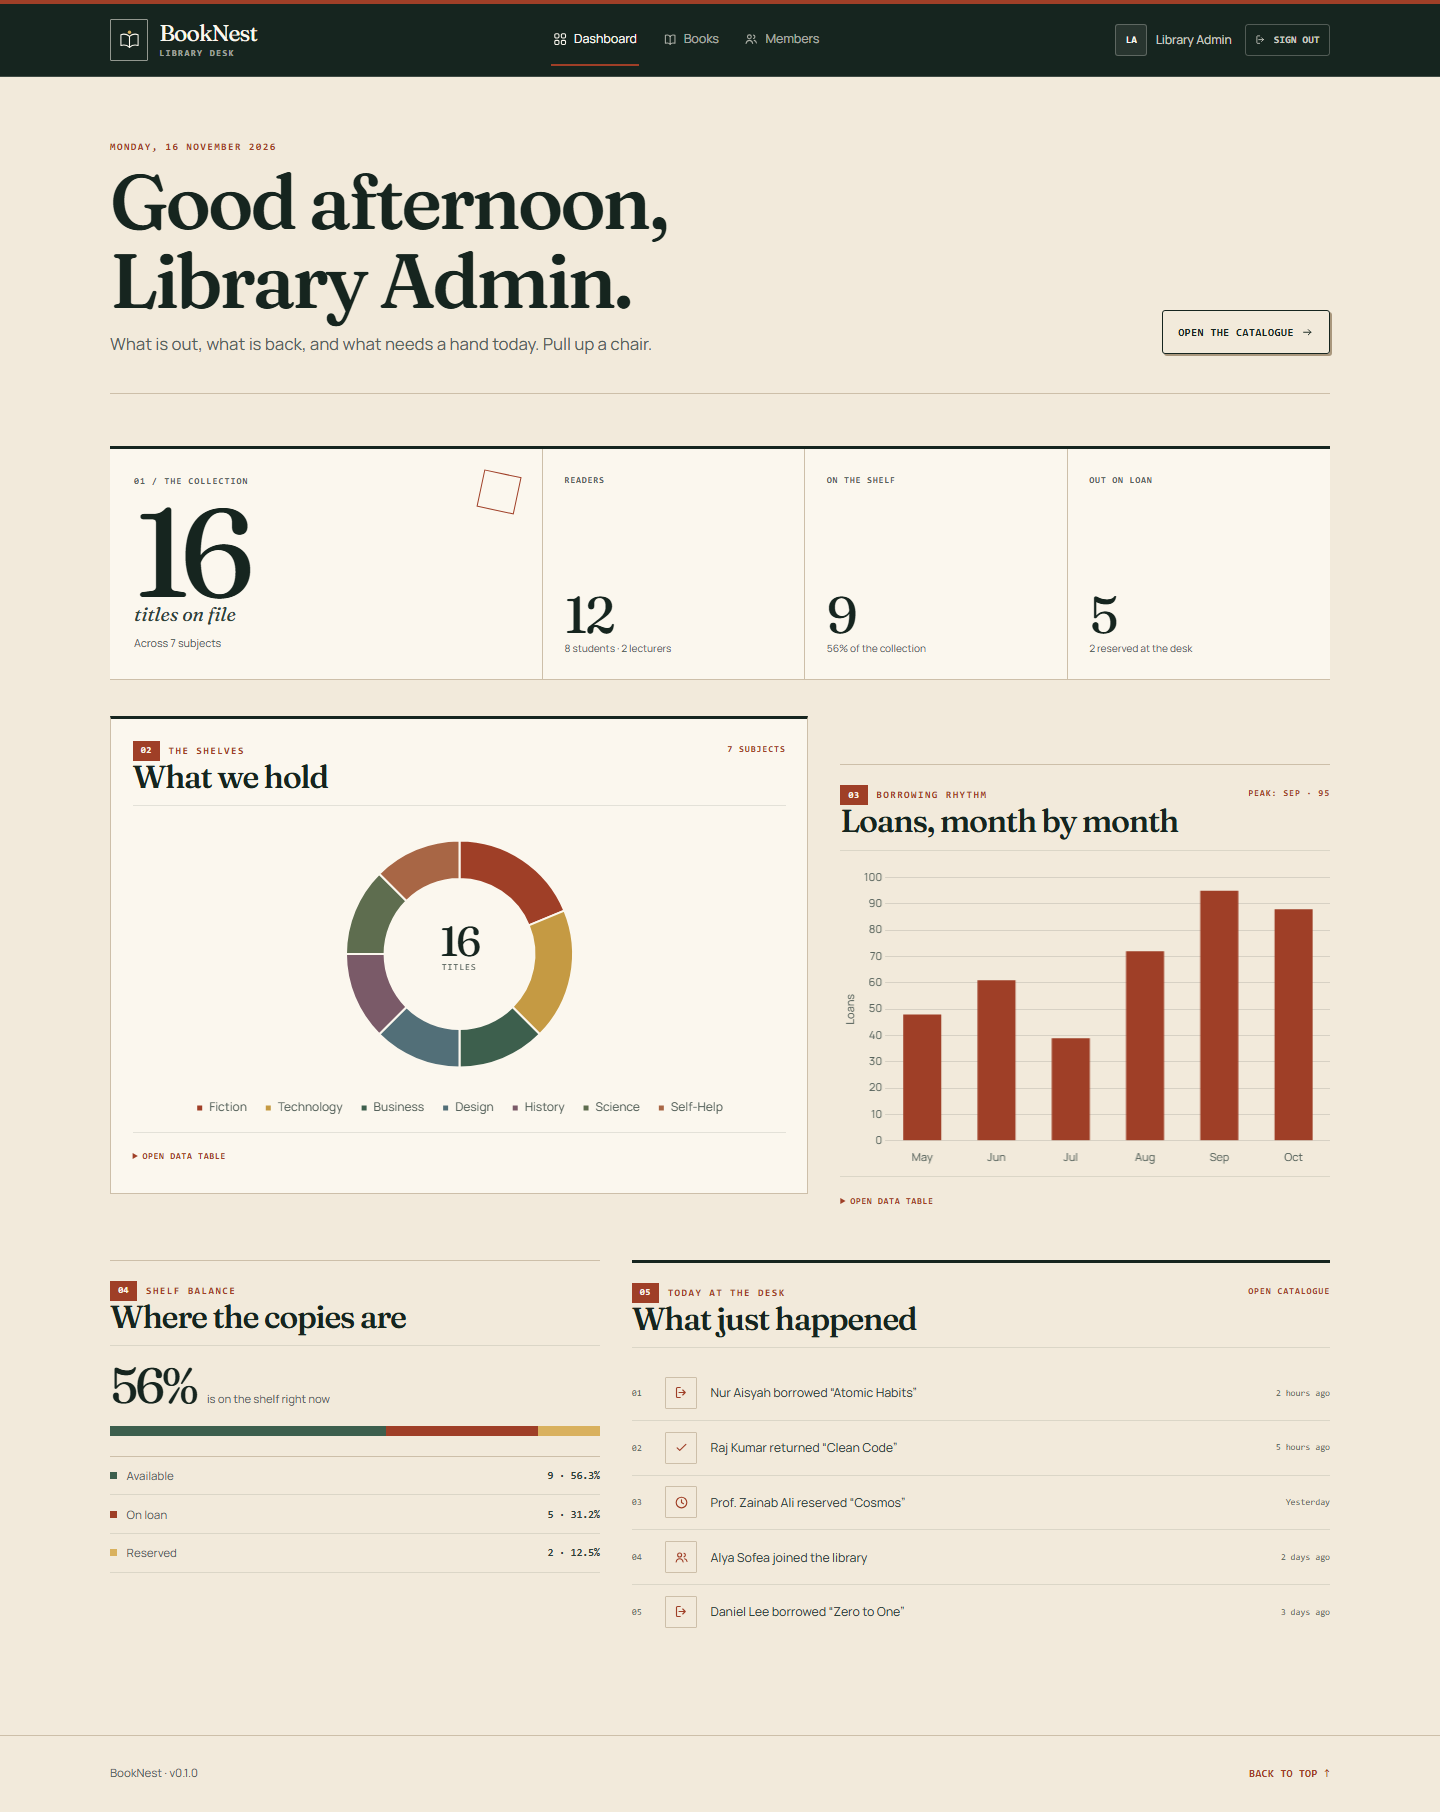 BookNest
LIBRARY DESK
Dashboard
Books
Members
LA
Library Admin
SIGN OUT
MONDAY, 16 NOVEMBER 2026
Good afternoon,
Library Admin.
What is out, what is back, and what needs a hand today. Pull up a chair.
OPEN THE CATALOGUE →
01 / THE COLLECTION
16
titles on file
Across 7 subjects
READERS
12
8 students · 2 lecturers
ON THE SHELF
9
56% of the collection
OUT ON LOAN
5
2 reserved at the desk
02 THE SHELVES
7 SUBJECTS
What we hold
16
TITLES
Fiction
Technology
Business
Design
History
Science
Self-Help
OPEN DATA TABLE
03 BORROWING RHYTHM
PEAK: SEP · 95
Loans, month by month
Loans
100
90
80
70
60
50
40
30
20
10
0
May
Jun
Jul
Aug
Sep
Oct
OPEN DATA TABLE
04 SHELF BALANCE
Where the copies are
56% is on the shelf right now
Available 9 · 56.3%
On loan 5 · 31.2%
Reserved 2 · 12.5%
05 TODAY AT THE DESK
OPEN CATALOGUE
What just happened
01 Nur Aisyah borrowed “Atomic Habits” 2 hours ago
02 Raj Kumar returned “Clean Code” 5 hours ago
03 Prof. Zainab Ali reserved “Cosmos” Yesterday
04 Alya Sofea joined the library 2 days ago
05 Daniel Lee borrowed “Zero to One” 3 days ago
BookNest · v0.1.0
BACK TO TOP ↑